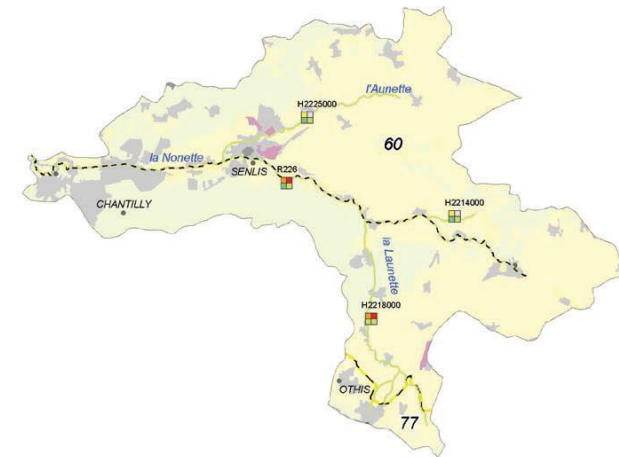 l'Aunette
H2225000
60
la Nonette
SENLIS
R226
CHANTILLY
H2214000
la Launette
H2218000
OTHIS
77